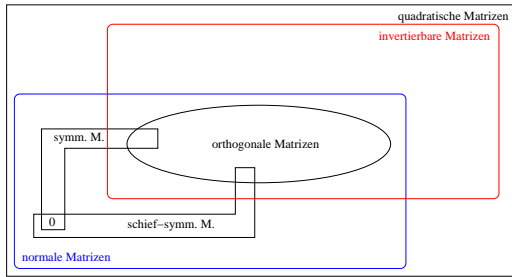 quadratische Matrizen
invertierbare Matrizen
symm. M.
orthogonale Matrizen
0
schief-symm. M.
normale Matrizen